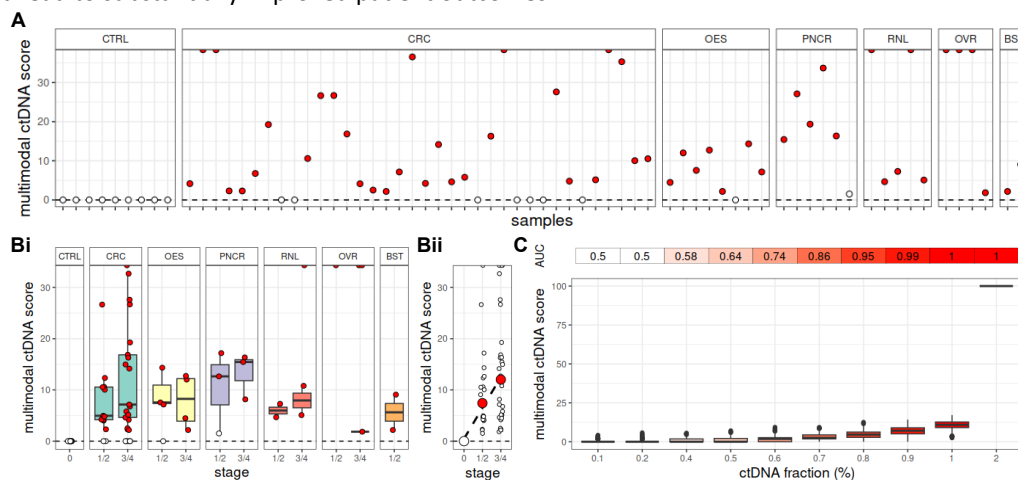 A
CTRL CRC OES PNCR RNL OVR BS
multimodal ctDNA score
30
20
10
0
samples
Bi
CTRL CRC OES PNCR RNL OVR BST
multimodal ctDNA score
30
20
10
0
0 1/2 3/4 1/2 3/4 1/2 3/4 1/2 3/4 1/2 3/4 1/2
stage
Bii
multimodal ctDNA score
30
20
10
0
0 1/2 3/4
stage
C
AUC
0.5 0.5 0.58 0.64 0.74 0.86 0.95 0.99 1 1
multimodal ctDNA score
100
75
50
25
0
0.1 0.2 0.4 0.5 0.6 0.7 0.8 0.9 1 2
ctDNA fraction (%)